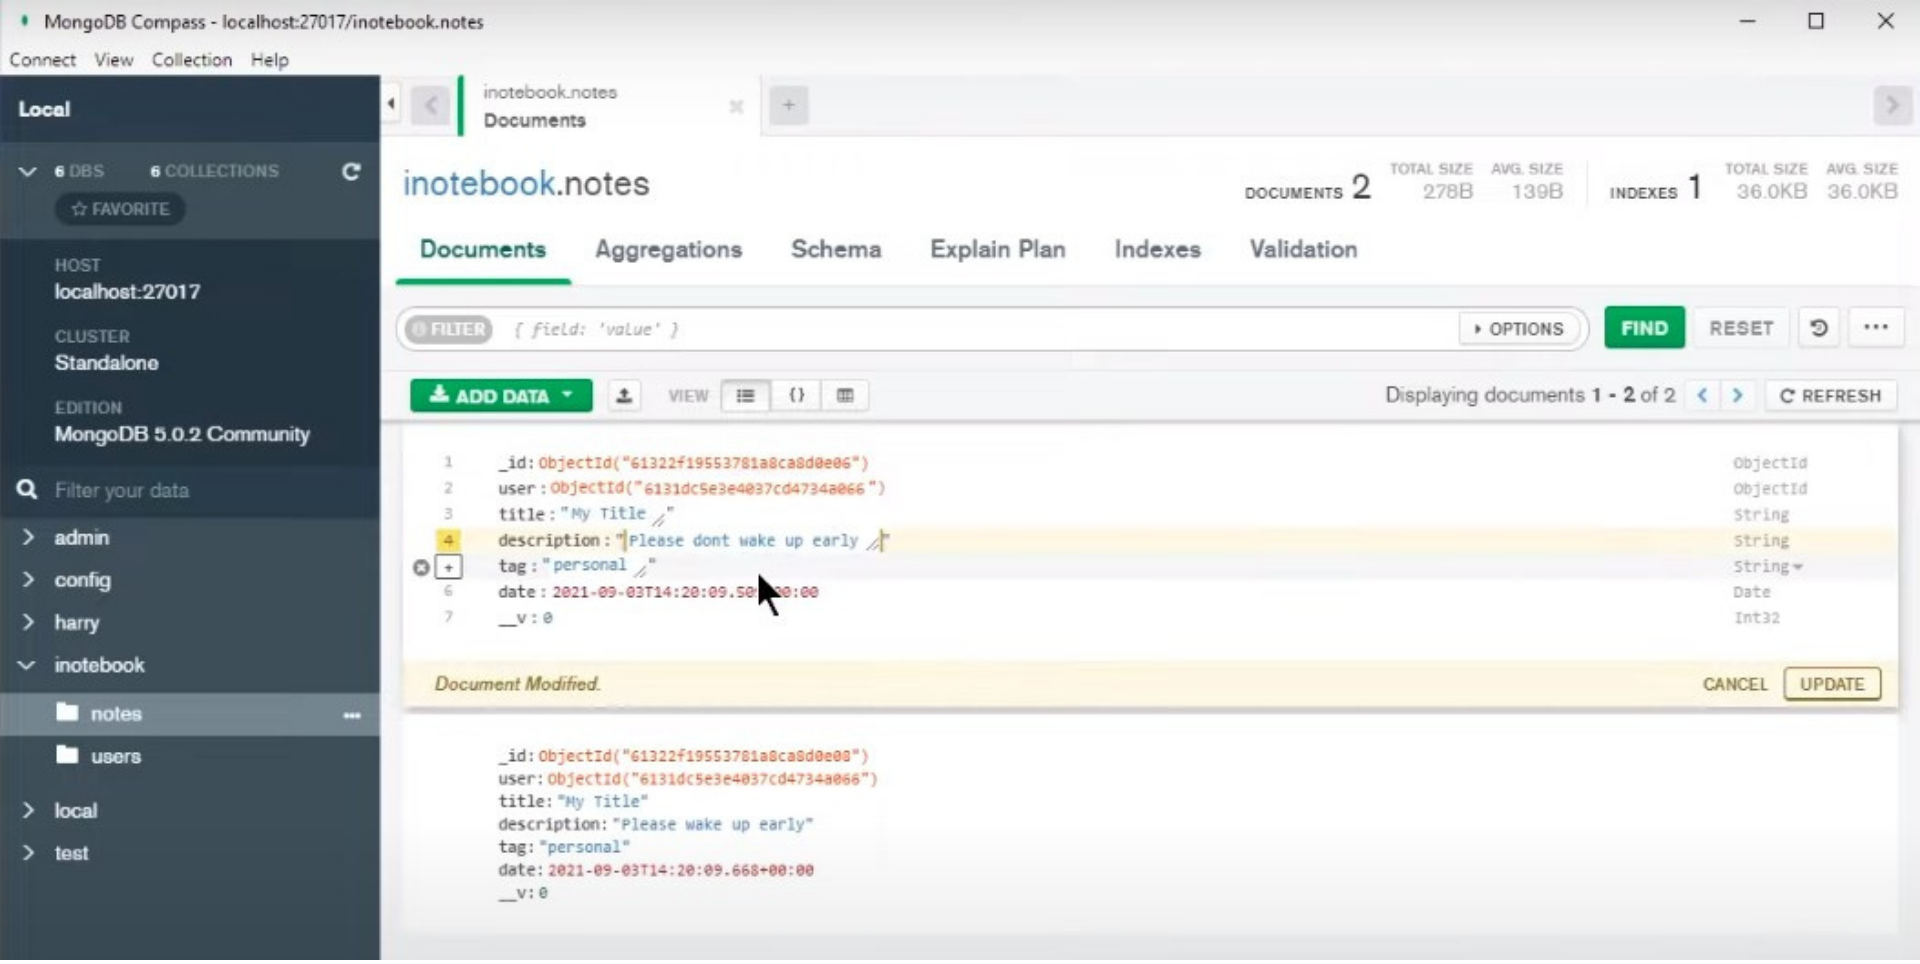 MongoDB Compass - localhost:27017/inotebook.notes
Connect View Collection Help
Local
6 DBS 6 COLLECTIONS
FAVORITE
HOST
localhost:27017
CLUSTER
Standalone
EDITION
MongoDB 5.0.2 Community
Filter your data
admin
config
harry
inotebook
notes
users
local
test
inotebook.notes
Documents
inotebook.notes
DOCUMENTS 2 TOTAL SIZE 278B AVG. SIZE 139B INDEXES 1 TOTAL SIZE 36.0KB AVG. SIZE 36.0KB
Documents Aggregations Schema Explain Plan Indexes Validation
FILTER { field: 'value' } OPTIONS FIND RESET
ADD DATA VIEW {} Displaying documents 1 - 2 of 2 REFRESH
1 _id:ObjectId("61322f19553781a8ca8d0e06") ObjectId
2 user:ObjectId("6131dc5e3e4037cd4734a066") ObjectId
3 title:"My Title" String
4 description:"Please dont wake up early" String
+ tag:"personal" String
6 date:2021-09-03T14:20:09.50 00:00 Date
7 __v:0 Int32
Document Modified. CANCEL UPDATE
_id:ObjectId("61322f19553781a8ca8d0e08")
user:ObjectId("6131dc5e3e4037cd4734a066")
title:"My Title"
description:"Please wake up early"
tag:"personal"
date:2021-09-03T14:20:09.668+00:00
__v:0